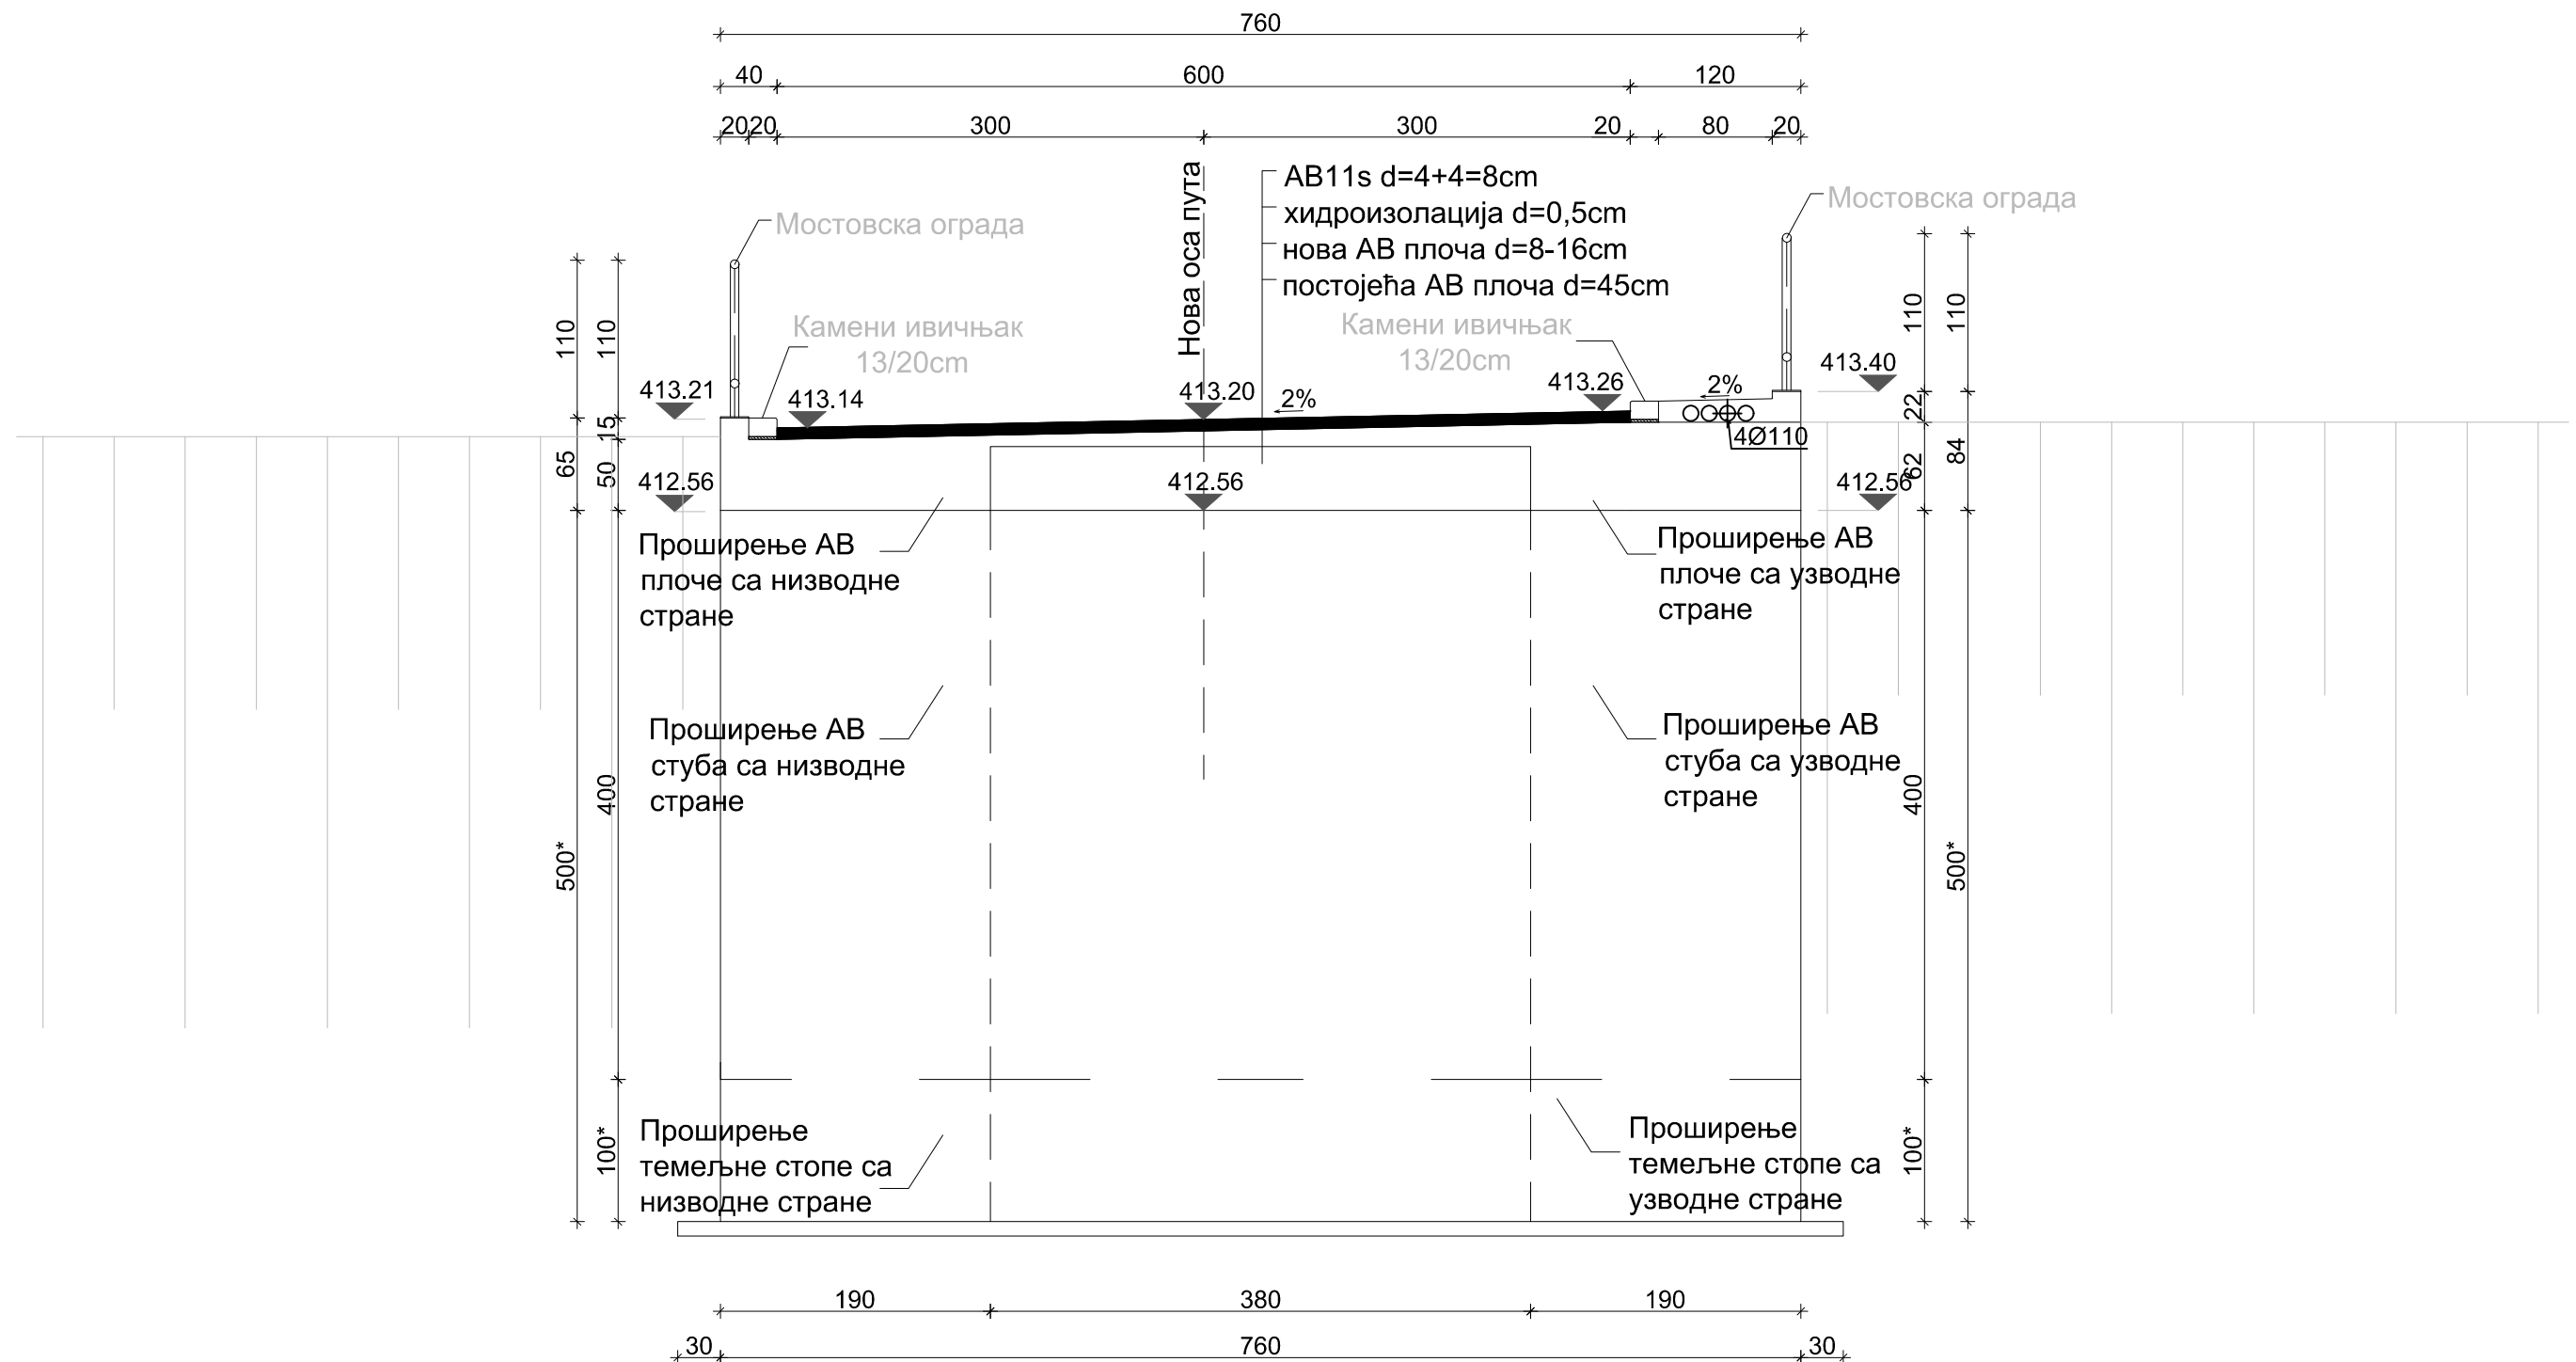 760
40 600 120
20 20 300 300 20 80 20
Нова оса пута
AB11s d=4+4=8cm
хидроизолација d=0,5cm
нова АВ плоча d=8-16cm
постојећа АВ плоча d=45cm
Мостовска ограда
Мостовска ограда
Камени ивичњак
13/20cm
Камени ивичњак
13/20cm
110
110
110
110
413.21
413.14
413.20
2%
413.26
2%
413.40
4Ø110
15
65
50
22
62
84
412.56
412.56
412.56
Проширење АВ
плоче са низводне
стране
Проширење АВ
плоче са узводне
стране
Проширење АВ
стуба са низводне
стране
Проширење АВ
стуба са узводне
стране
400
500*
400
500*
100*
100*
Проширење
темељне стопе са
низводне стране
Проширење
темељне стопе са
узводне стране
190 380 190
30 760 30